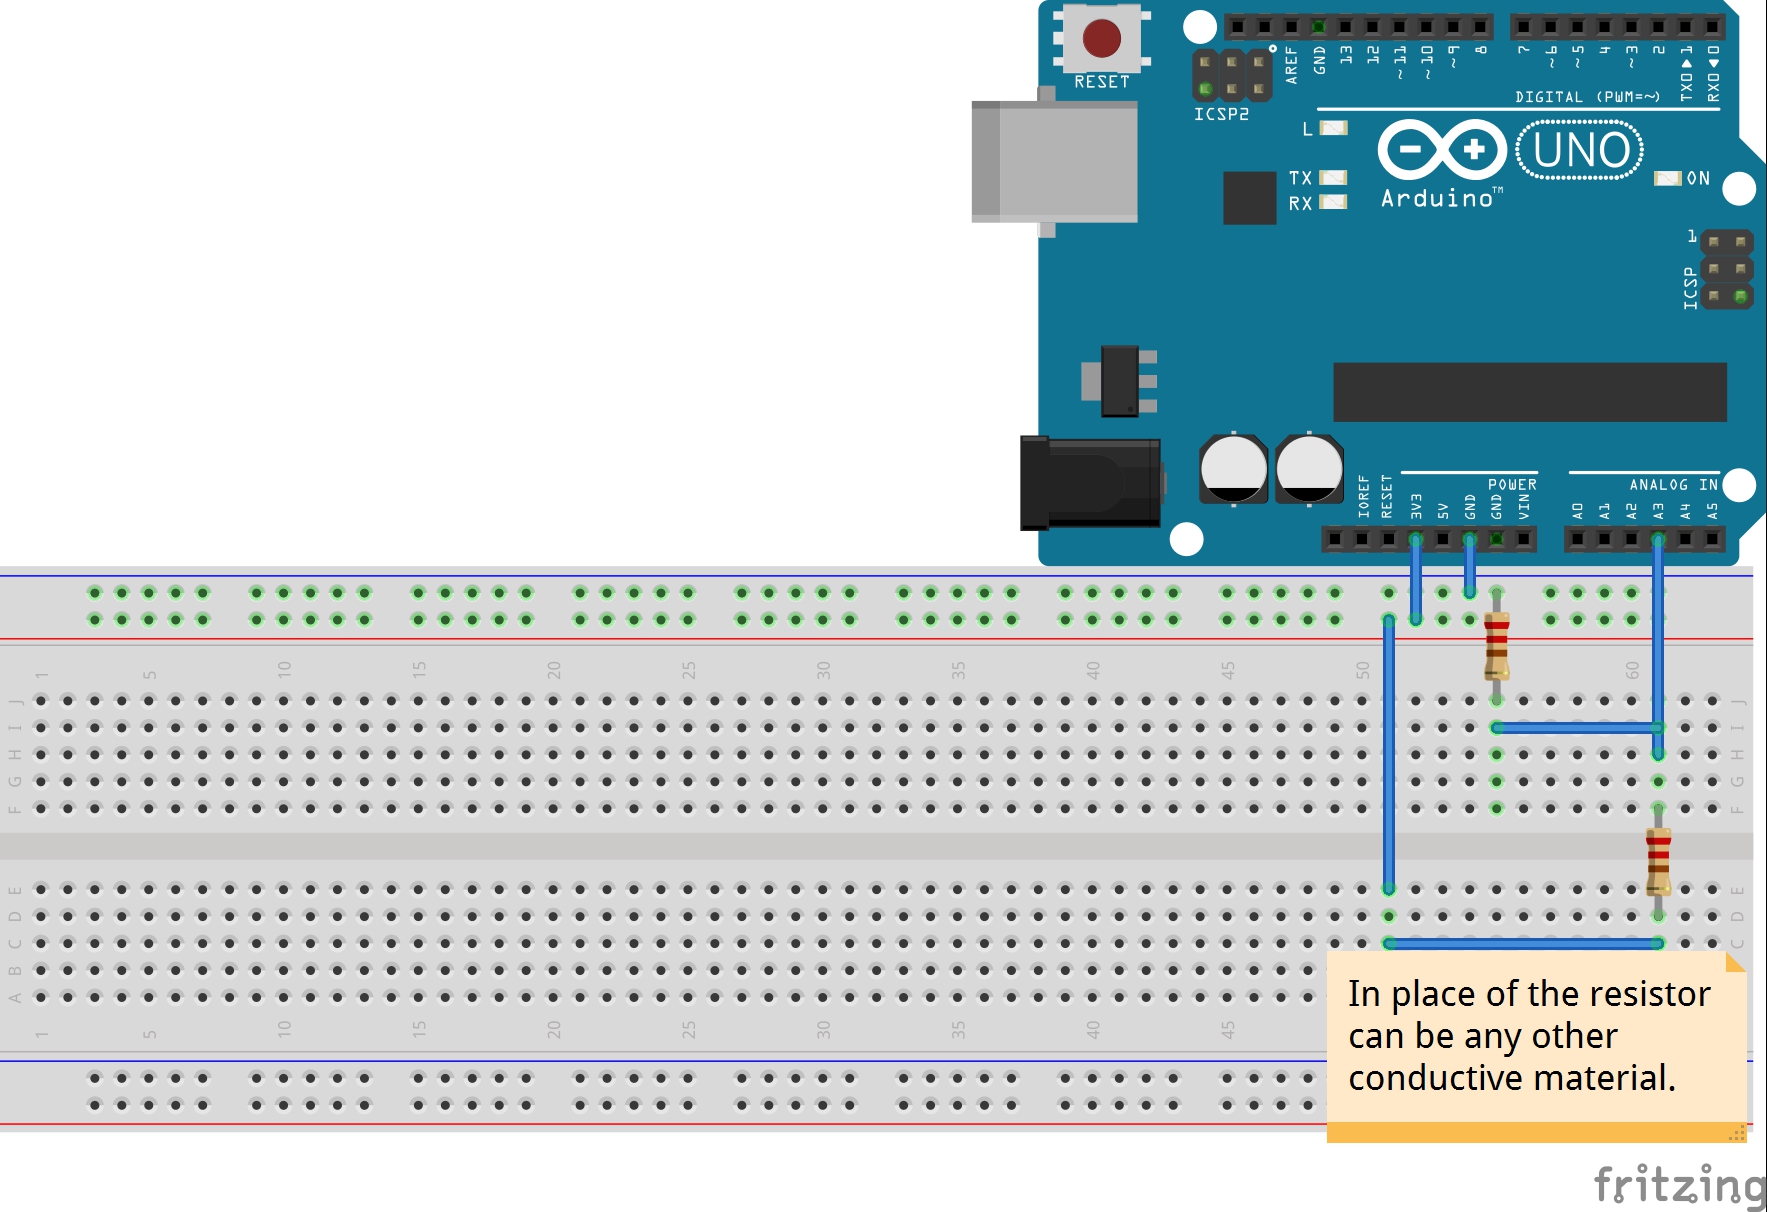 RESET
ICSP2
AREF
GND
13
12
~11
~10
~9
8
7
~6
~5
4
~3
2
TX0▶1
RX0◀0
DIGITAL (PWM=~)
L
TX
RX
UNO
Arduino™
ON
1
ICSP
POWER
ANALOG IN
IOREF
RESET
3V3
5V
GND
GND
VIN
A0
A1
A2
A3
A4
A5
1 5 10 15 20 25 30 35 40 45 50 60
J J
I I
H H
G G
F F
E E
D D
C C
B
A
1 5 10 15 20 25 30 35 40 45
In place of the resistor
can be any other
conductive material.
fritzing